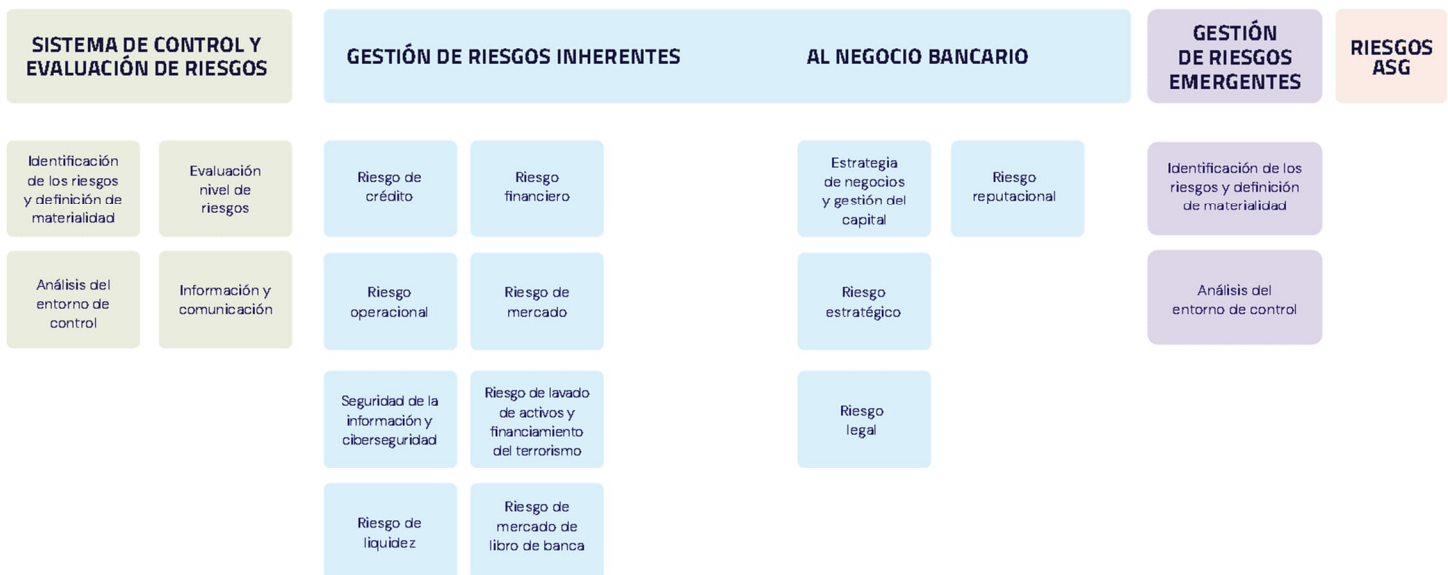 SISTEMA DE CONTROL Y
EVALUACIÓN DE RIESGOS
GESTIÓN DE RIESGOS INHERENTES
AL NEGOCIO BANCARIO
GESTIÓN
DE RIESGOS
EMERGENTES
RIESGOS
ASG
Identificación
de los riesgos
y definición de
materialidad
Evaluación
nivel de
riesgos
Análisis del
entorno de
control
Información y
comunicación
Riesgo de
crédito
Riesgo
financiero
Riesgo
operacional
Riesgo de
mercado
Seguridad de la
información y
ciberseguridad
Riesgo de lavado
de activos y
financiamiento
del terrorismo
Riesgo de
liquidez
Riesgo de
mercado de
libro de banca
Estrategia
de negocios
y gestión del
capital
Riesgo
reputacional
Riesgo
estratégico
Riesgo
legal
Identificación de los
riesgos y definición
de materialidad
Análisis del
entorno de control